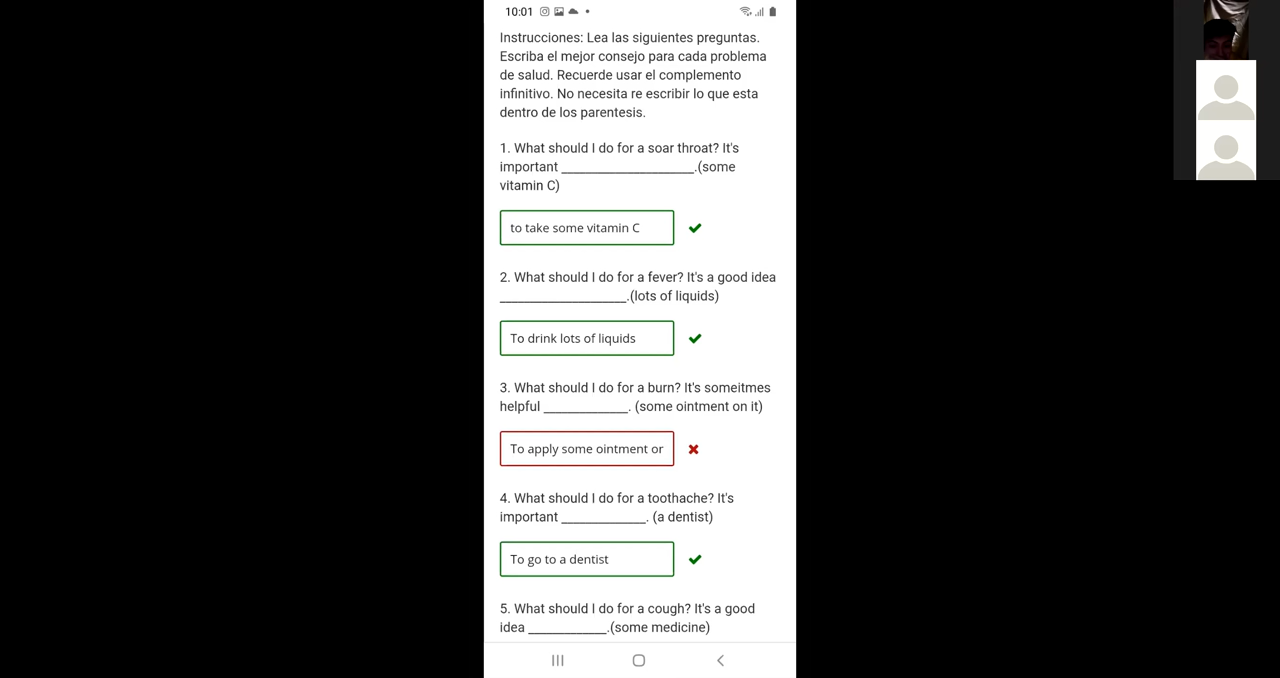 10:01
Instrucciones: Lea las siguientes preguntas.
Escriba el mejor consejo para cada problema
de salud. Recuerde usar el complemento
infinitivo. No necesita re escribir lo que esta
dentro de los parentesis.
1. What should I do for a soar throat? It's
important ____________________.(some
vitamin C)
to take some vitamin C
2. What should I do for a fever? It's a good idea
___________________.(lots of liquids)
To drink lots of liquids
3. What should I do for a burn? It's someitmes
helpful _____________. (some ointment on it)
To apply some ointment or
4. What should I do for a toothache? It's
important _____________. (a dentist)
To go to a dentist
5. What should I do for a cough? It's a good
idea ____________.(some medicine)